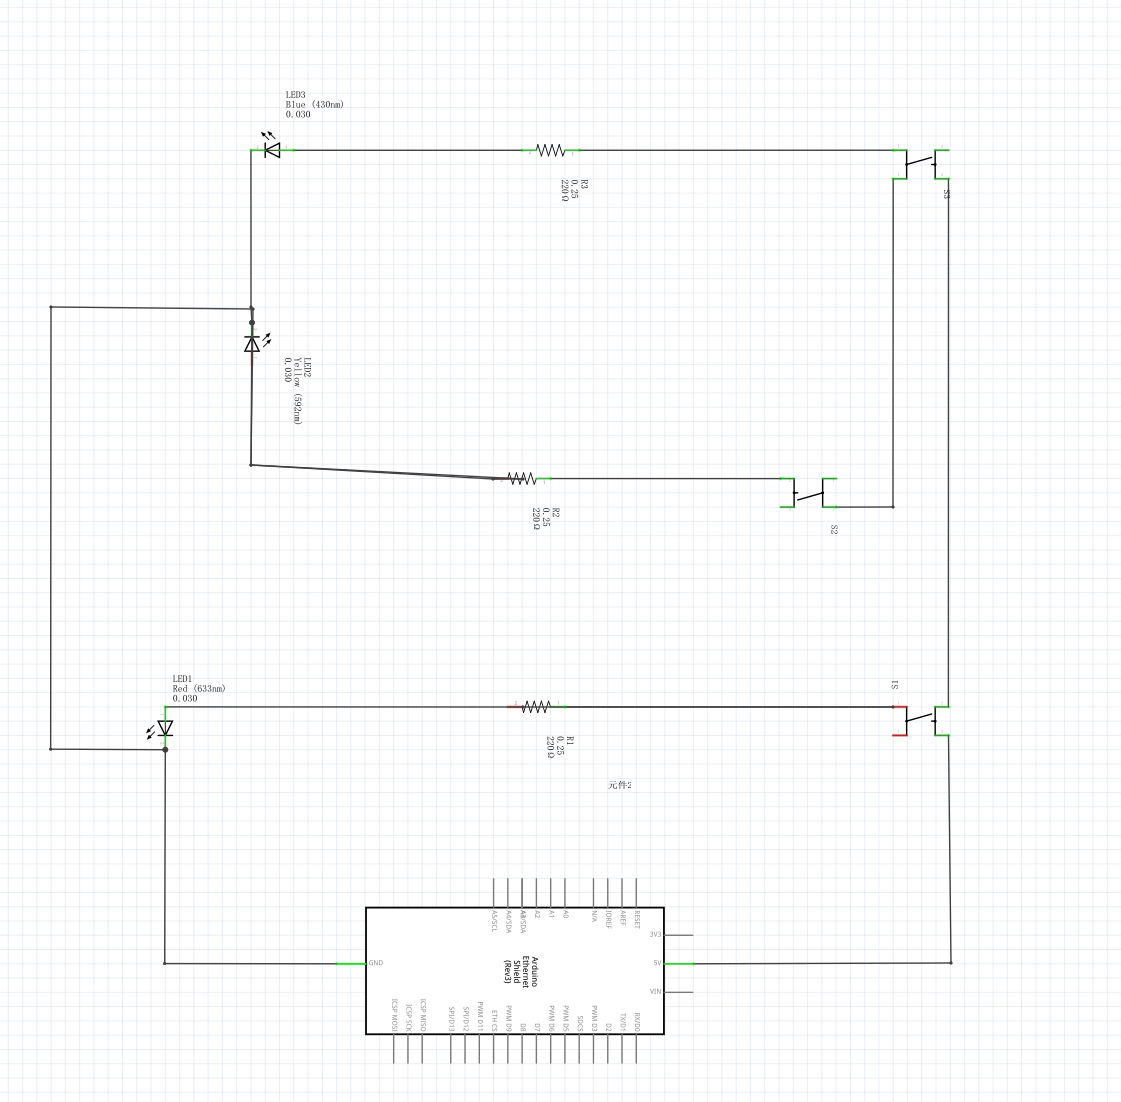 LED3
Blue (430nm)
0.030
R3
0.25
220Ω
S3
LED2
Yellow (592nm)
0.030
R2
0.25
220Ω
S2
LED1
Red (633nm)
0.030
S1
R1
0.25
220Ω
元件2
A5/SCL
A4/SDA
A2
A1
A0
N/A
IOREF
AREF
RESET
3V3
GND
5V
Arduino
Ethernet
Shield
(Rev3)
VIN
ICSP MOSI
ICSP SCK
ICSP MISO
SPI/D13
SPI/D12
PWM D11
ETH CS
PWM D9
D8
D7
PWM D6
PWM D5
SDCS
PWM D3
D2
TX/D1
RX/D0